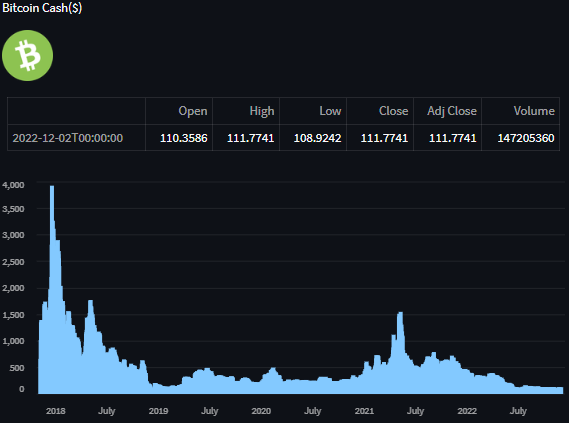 Bitcoin Cash($)
Open High Low Close Adj Close Volume
2022-12-02T00:00:00 110.3586 111.7741 108.9242 111.7741 111.7741 147205360
4,000
3,500
3,000
2,500
2,000
1,500
1,000
500
0
2018 July 2019 July 2020 July 2021 July 2022 July